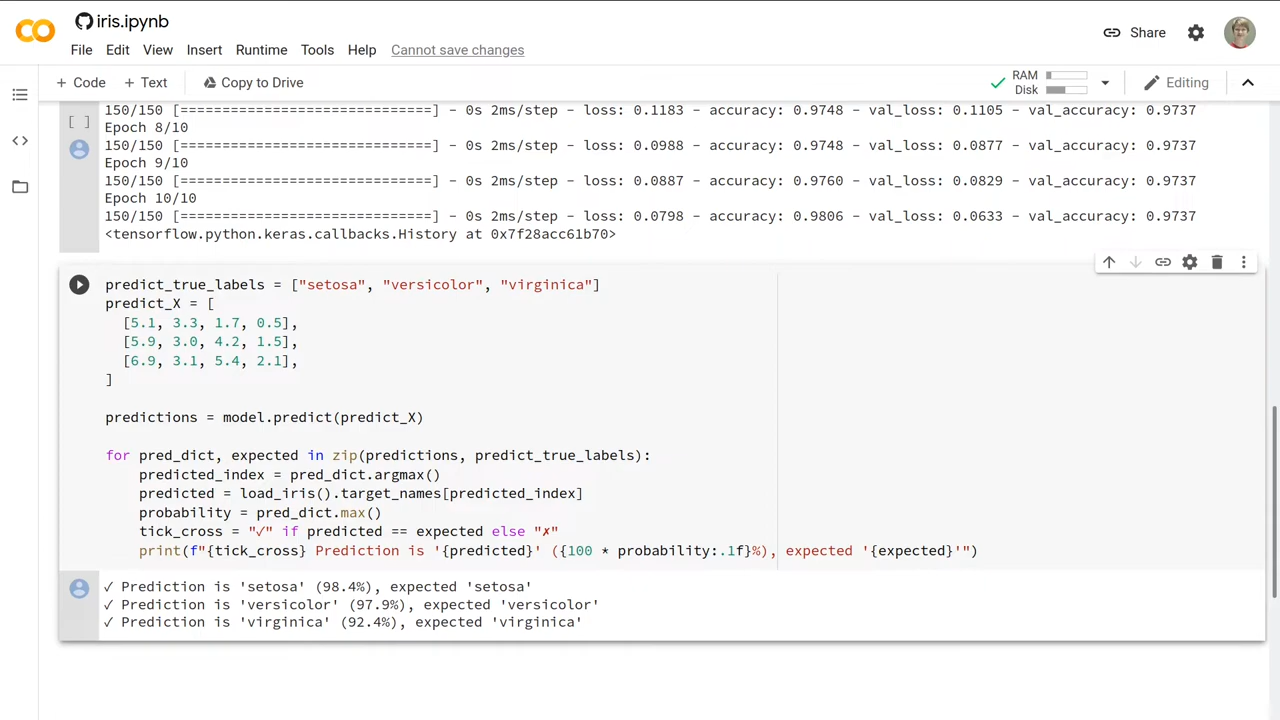 iris.ipynb
Share
File Edit View Insert Runtime Tools Help Cannot save changes
+ Code + Text Copy to Drive
RAM
Disk
Editing
150/150 [==============================] - 0s 2ms/step - loss: 0.1183 - accuracy: 0.9748 - val_loss: 0.1105 - val_accuracy: 0.9737
[ ]
Epoch 8/10
150/150 [==============================] - 0s 2ms/step - loss: 0.0988 - accuracy: 0.9748 - val_loss: 0.0877 - val_accuracy: 0.9737
Epoch 9/10
150/150 [==============================] - 0s 2ms/step - loss: 0.0887 - accuracy: 0.9760 - val_loss: 0.0829 - val_accuracy: 0.9737
Epoch 10/10
150/150 [==============================] - 0s 2ms/step - loss: 0.0798 - accuracy: 0.9806 - val_loss: 0.0633 - val_accuracy: 0.9737
<tensorflow.python.keras.callbacks.History at 0x7f28acc61b70>
predict_true_labels = ["setosa", "versicolor", "virginica"]
predict_X = [
  [5.1, 3.3, 1.7, 0.5],
  [5.9, 3.0, 4.2, 1.5],
  [6.9, 3.1, 5.4, 2.1],
]
predictions = model.predict(predict_X)
for pred_dict, expected in zip(predictions, predict_true_labels):
    predicted_index = pred_dict.argmax()
    predicted = load_iris().target_names[predicted_index]
    probability = pred_dict.max()
    tick_cross = "✓" if predicted == expected else "✗"
    print(f"{tick_cross} Prediction is '{predicted}' ({100 * probability:.1f}%), expected '{expected}'")
✓ Prediction is 'setosa' (98.4%), expected 'setosa'
✓ Prediction is 'versicolor' (97.9%), expected 'versicolor'
✓ Prediction is 'virginica' (92.4%), expected 'virginica'